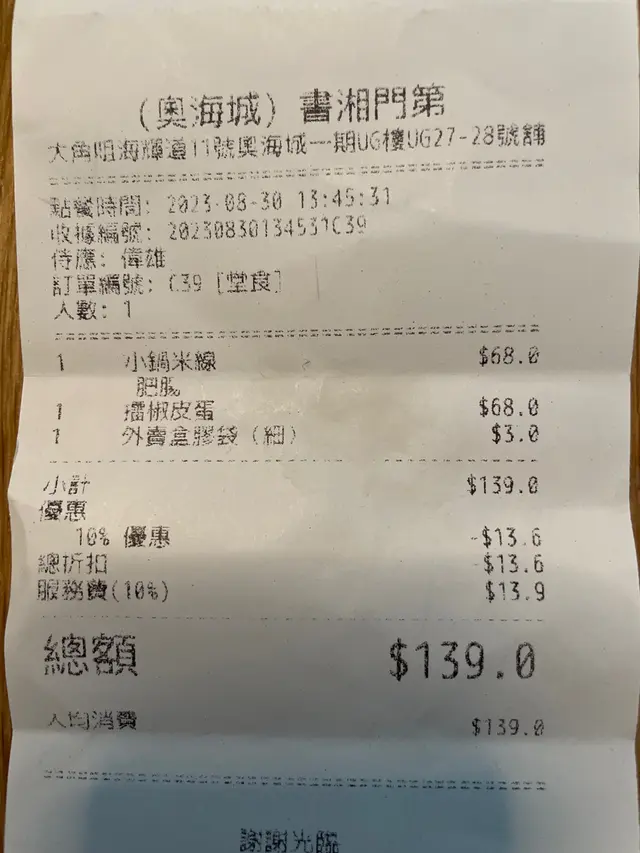 (奧海城) 書湘門第
大角咀海輝道11號奧海城一期UG樓UG27-28號舖
點餐時間: 2023-08-30 13:45:31
收據編號: 20230830134531C39
侍應: 偉雄
訂單編號: C39 [堂食]
人數: 1
1 小鍋米線 $68.0
肥腸
1 擂椒皮蛋 $68.0
1 外賣盒膠袋 (細) $3.0
小計 $139.0
優惠
10% 優惠 -$13.6
總折扣 -$13.6
服務費(10%) $13.9
總額 $139.0
人均消費 $139.0
謝謝光臨